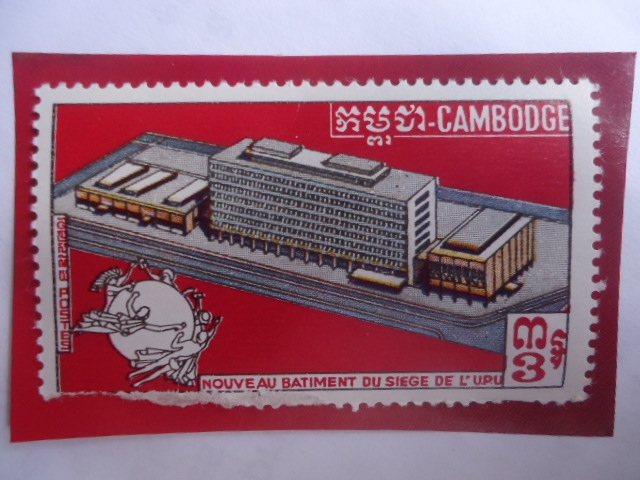 កម្ពុជា-CAMBODGE
POSTES
៣
3
NOUVEAU BATIMENT DU SIEGE DE L'UPU